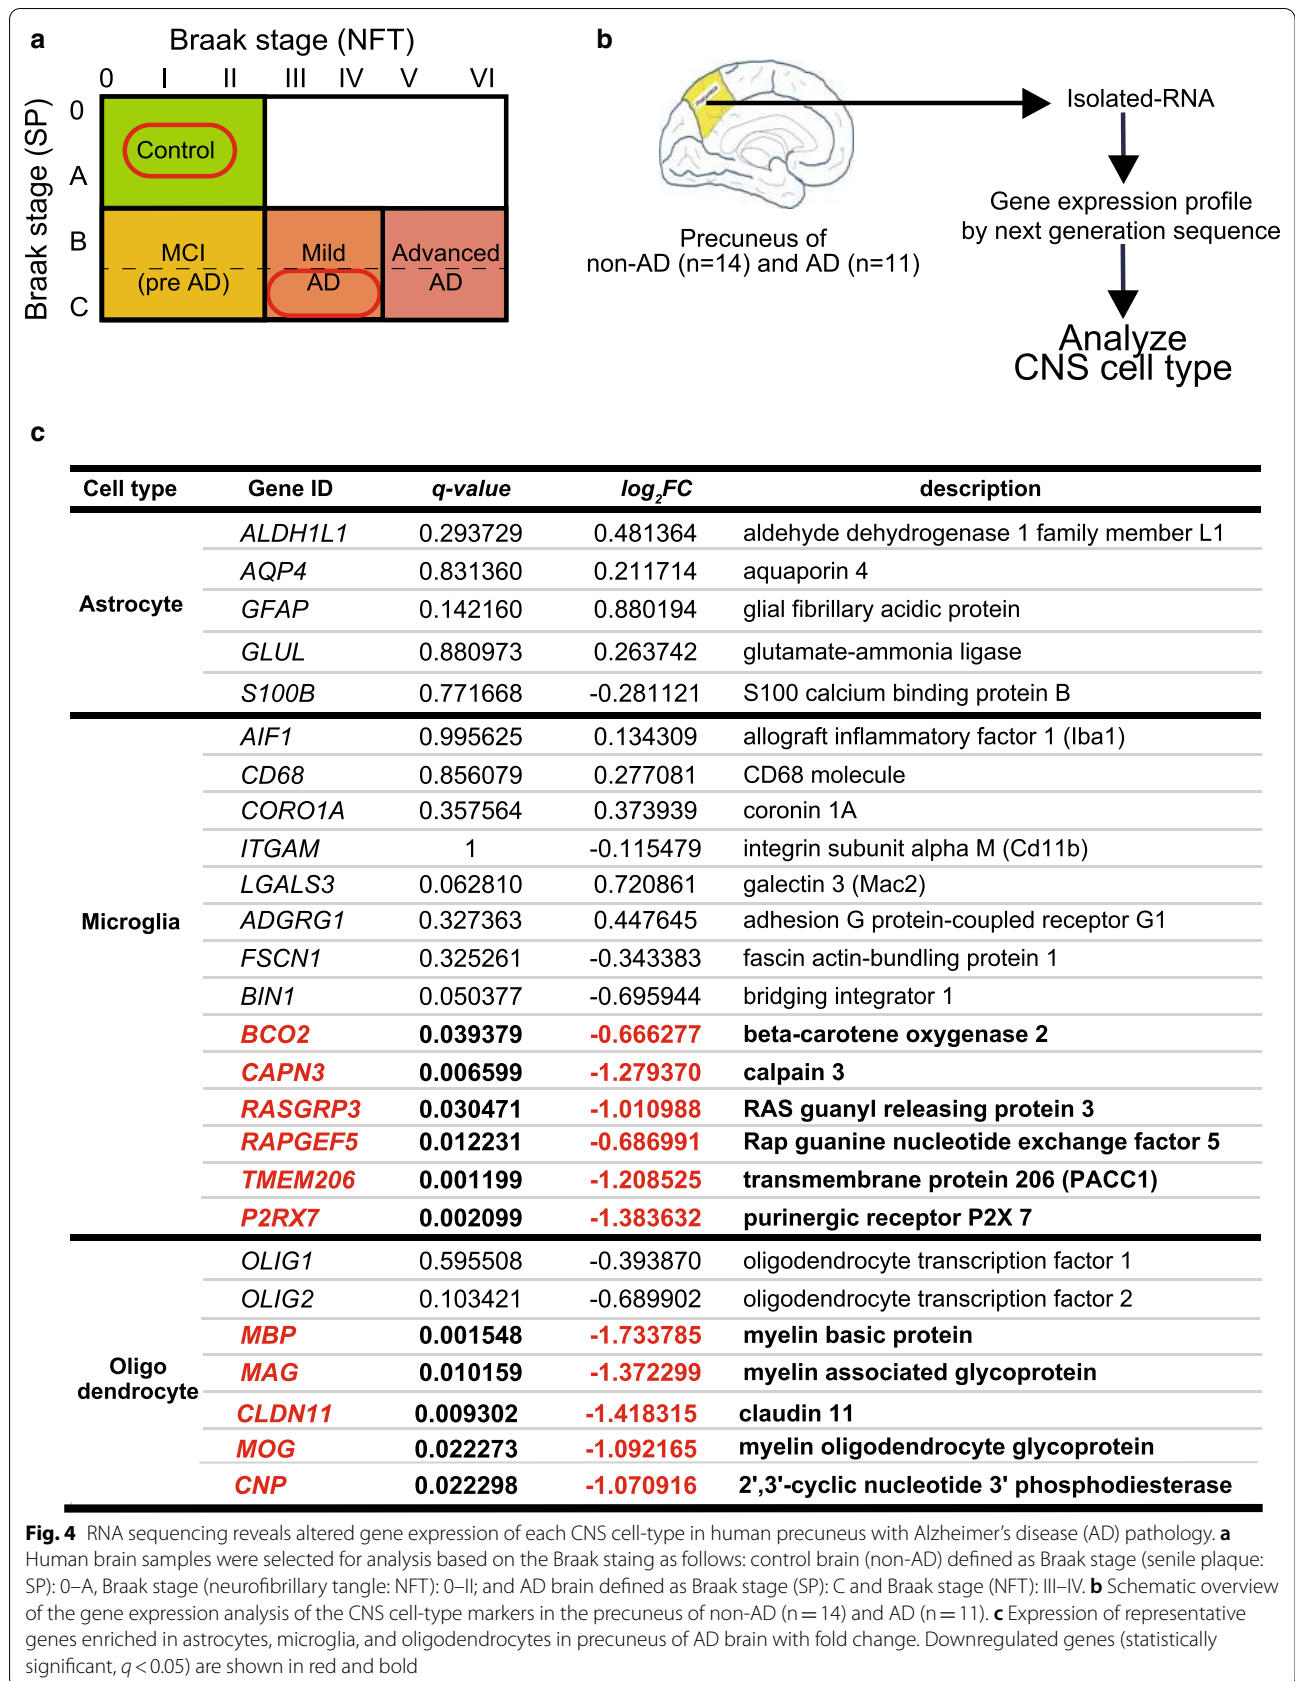 a
Braak stage (NFT)
0 I II III IV V VI
Braak stage (SP)
0
A
B
C
Control
MCI
(pre AD)
Mild
AD
Advanced
AD
b
Precuneus of
non-AD (n=14) and AD (n=11)
Isolated-RNA
Gene expression profile
by next generation sequence
Analyze
CNS cell type
c
Cell type Gene ID q-value log2FC description
Astrocyte
ALDH1L1 0.293729 0.481364 aldehyde dehydrogenase 1 family member L1
AQP4 0.831360 0.211714 aquaporin 4
GFAP 0.142160 0.880194 glial fibrillary acidic protein
GLUL 0.880973 0.263742 glutamate-ammonia ligase
S100B 0.771668 -0.281121 S100 calcium binding protein B
Microglia
AIF1 0.995625 0.134309 allograft inflammatory factor 1 (Iba1)
CD68 0.856079 0.277081 CD68 molecule
CORO1A 0.357564 0.373939 coronin 1A
ITGAM 1 -0.115479 integrin subunit alpha M (Cd11b)
LGALS3 0.062810 0.720861 galectin 3 (Mac2)
ADGRG1 0.327363 0.447645 adhesion G protein-coupled receptor G1
FSCN1 0.325261 -0.343383 fascin actin-bundling protein 1
BIN1 0.050377 -0.695944 bridging integrator 1
BCO2 0.039379 -0.666277 beta-carotene oxygenase 2
CAPN3 0.006599 -1.279370 calpain 3
RASGRP3 0.030471 -1.010988 RAS guanyl releasing protein 3
RAPGEF5 0.012231 -0.686991 Rap guanine nucleotide exchange factor 5
TMEM206 0.001199 -1.208525 transmembrane protein 206 (PACC1)
P2RX7 0.002099 -1.383632 purinergic receptor P2X 7
Oligo
dendrocyte
OLIG1 0.595508 -0.393870 oligodendrocyte transcription factor 1
OLIG2 0.103421 -0.689902 oligodendrocyte transcription factor 2
MBP 0.001548 -1.733785 myelin basic protein
MAG 0.010159 -1.372299 myelin associated glycoprotein
CLDN11 0.009302 -1.418315 claudin 11
MOG 0.022273 -1.092165 myelin oligodendrocyte glycoprotein
CNP 0.022298 -1.070916 2',3'-cyclic nucleotide 3' phosphodiesterase
Fig. 4 RNA sequencing reveals altered gene expression of each CNS cell-type in human precuneus with Alzheimer's disease (AD) pathology. a
Human brain samples were selected for analysis based on the Braak staing as follows: control brain (non-AD) defined as Braak stage (senile plaque:
SP): 0–A, Braak stage (neurofibrillary tangle: NFT): 0–II; and AD brain defined as Braak stage (SP): C and Braak stage (NFT): III–IV. b Schematic overview
of the gene expression analysis of the CNS cell-type markers in the precuneus of non-AD (n = 14) and AD (n = 11). c Expression of representative
genes enriched in astrocytes, microglia, and oligodendrocytes in precuneus of AD brain with fold change. Downregulated genes (statistically
significant, q < 0.05) are shown in red and bold